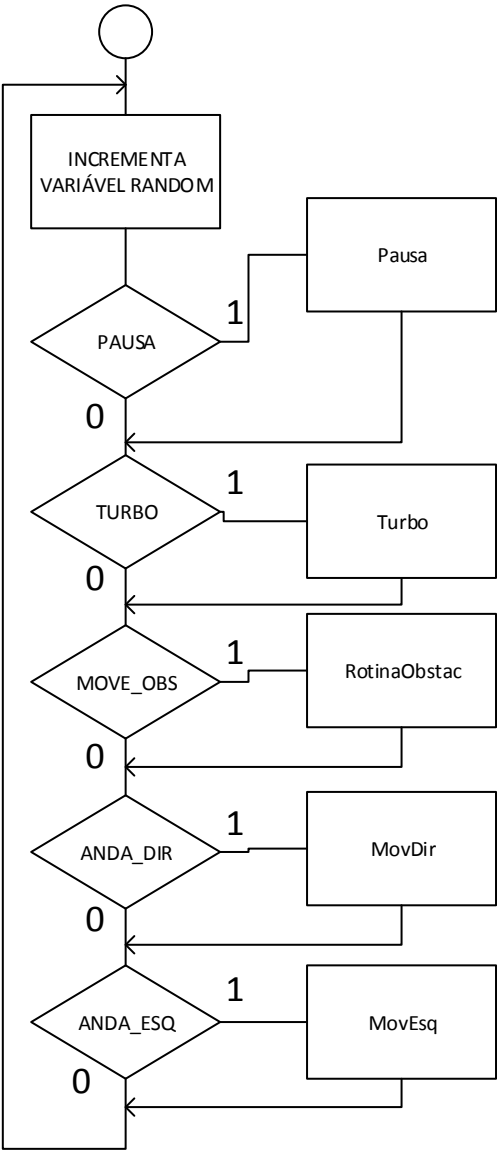 INCREMENTA
VARIÁVEL RANDOM
Pausa
1
PAUSA
0
1
TURBO
Turbo
0
1
MOVE_OBS
RotinaObstac
0
1
ANDA_DIR
MovDir
0
1
ANDA_ESQ
MovEsq
0